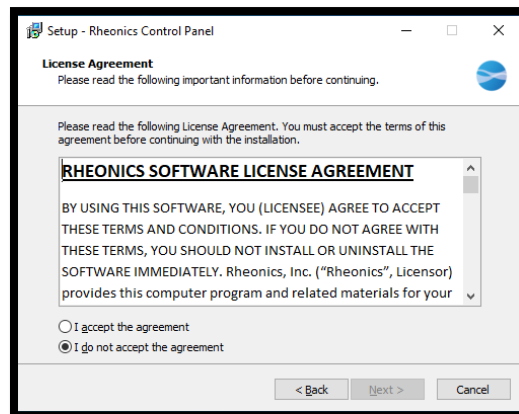 Setup - Rheonics Control Panel
License Agreement
Please read the following important information before continuing.
Please read the following License Agreement. You must accept the terms of this
agreement before continuing with the installation.
RHEONICS SOFTWARE LICENSE AGREEMENT
BY USING THIS SOFTWARE, YOU (LICENSEE) AGREE TO ACCEPT
THESE TERMS AND CONDITIONS. IF YOU DO NOT AGREE WITH
THESE TERMS, YOU SHOULD NOT INSTALL OR UNINSTALL THE
SOFTWARE IMMEDIATELY. Rheonics, Inc. (“Rheonics”, Licensor)
provides this computer program and related materials for your
I accept the agreement
I do not accept the agreement
< Back Next > Cancel